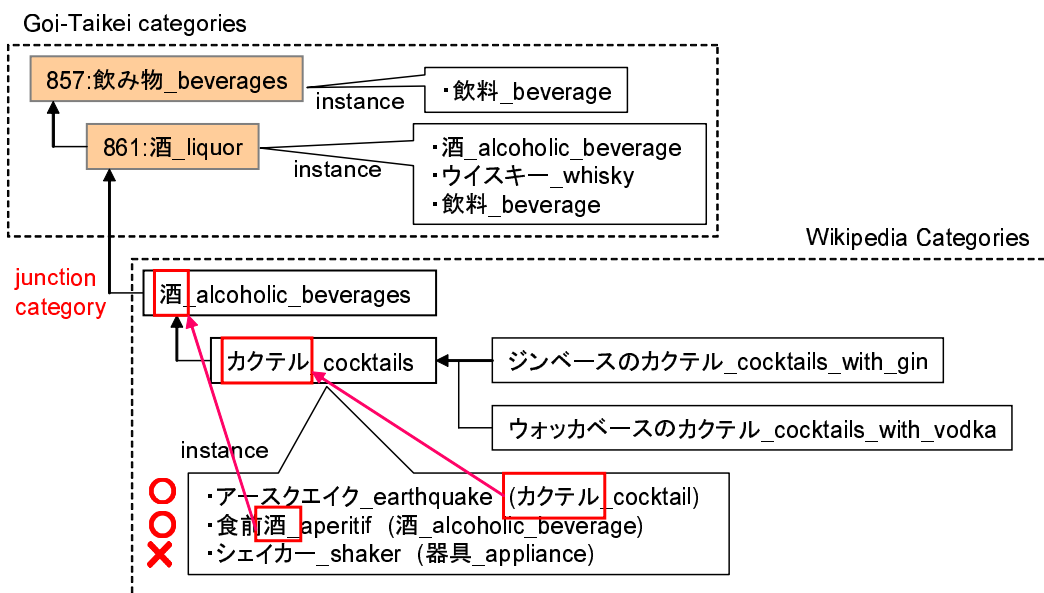 Goi-Taikei categories
857:飲み物_beverages
instance
・飲料_beverage
861:酒_liquor
instance
・酒_alcoholic_beverage
・ウイスキー_whisky
・飲料_beverage
Wikipedia Categories
junction
category
酒_alcoholic_beverages
カクテル_cocktails
ジンベースのカクテル_cocktails_with_gin
ウォッカベースのカクテル_cocktails_with_vodka
instance
・アースクエイク_earthquake (カクテル_cocktail)
・食前酒_aperitif (酒_alcoholic_beverage)
・シェイカー_shaker (器具_appliance)